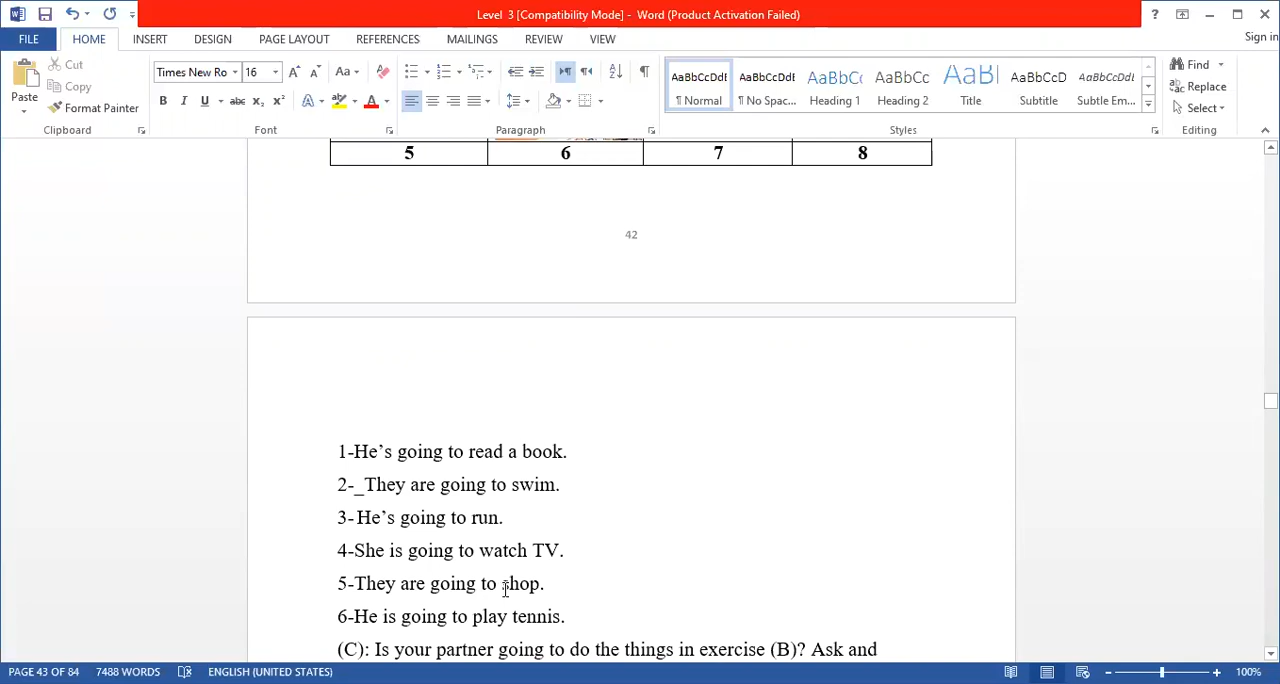 Level 3 [Compatibility Mode] - Word (Product Activation Failed)
FILE HOME INSERT DESIGN PAGE LAYOUT REFERENCES MAILINGS REVIEW VIEW Sign in
Paste Cut Copy Format Painter
Times New Ro 16
AaBbCcDdI AaBbCcDdI AaBbCc AaBbCc AaBl AaBbCcD AaBbCcDdI
¶ Normal ¶ No Spac... Heading 1 Heading 2 Title Subtitle Subtle Em...
Find Replace Select
Clipboard Font Paragraph Styles Editing
5 6 7 8
42
1-He’s going to read a book.
2-_They are going to swim.
3- He’s going to run.
4-She is going to watch TV.
5-They are going to shop.
6-He is going to play tennis.
(C): Is your partner going to do the things in exercise (B)? Ask and
PAGE 43 OF 84 7488 WORDS ENGLISH (UNITED STATES) 100%